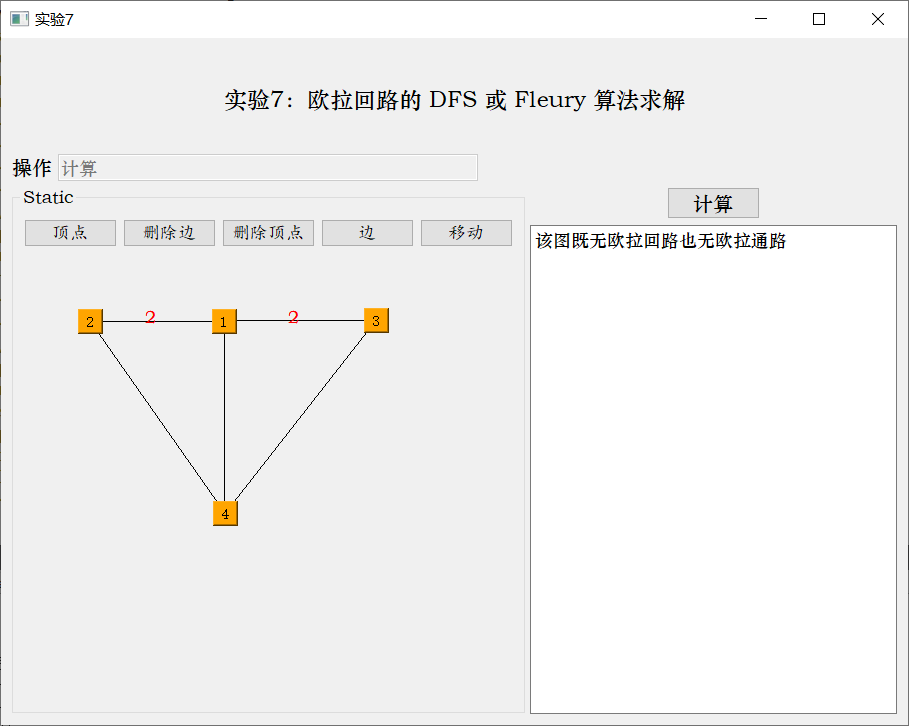 实验7
实验7：欧拉回路的 DFS 或 Fleury 算法求解
操作 计算
Static
顶点 删除边 删除顶点 边 移动
计算
该图既无欧拉回路也无欧拉通路
2 2 1 2 3
4